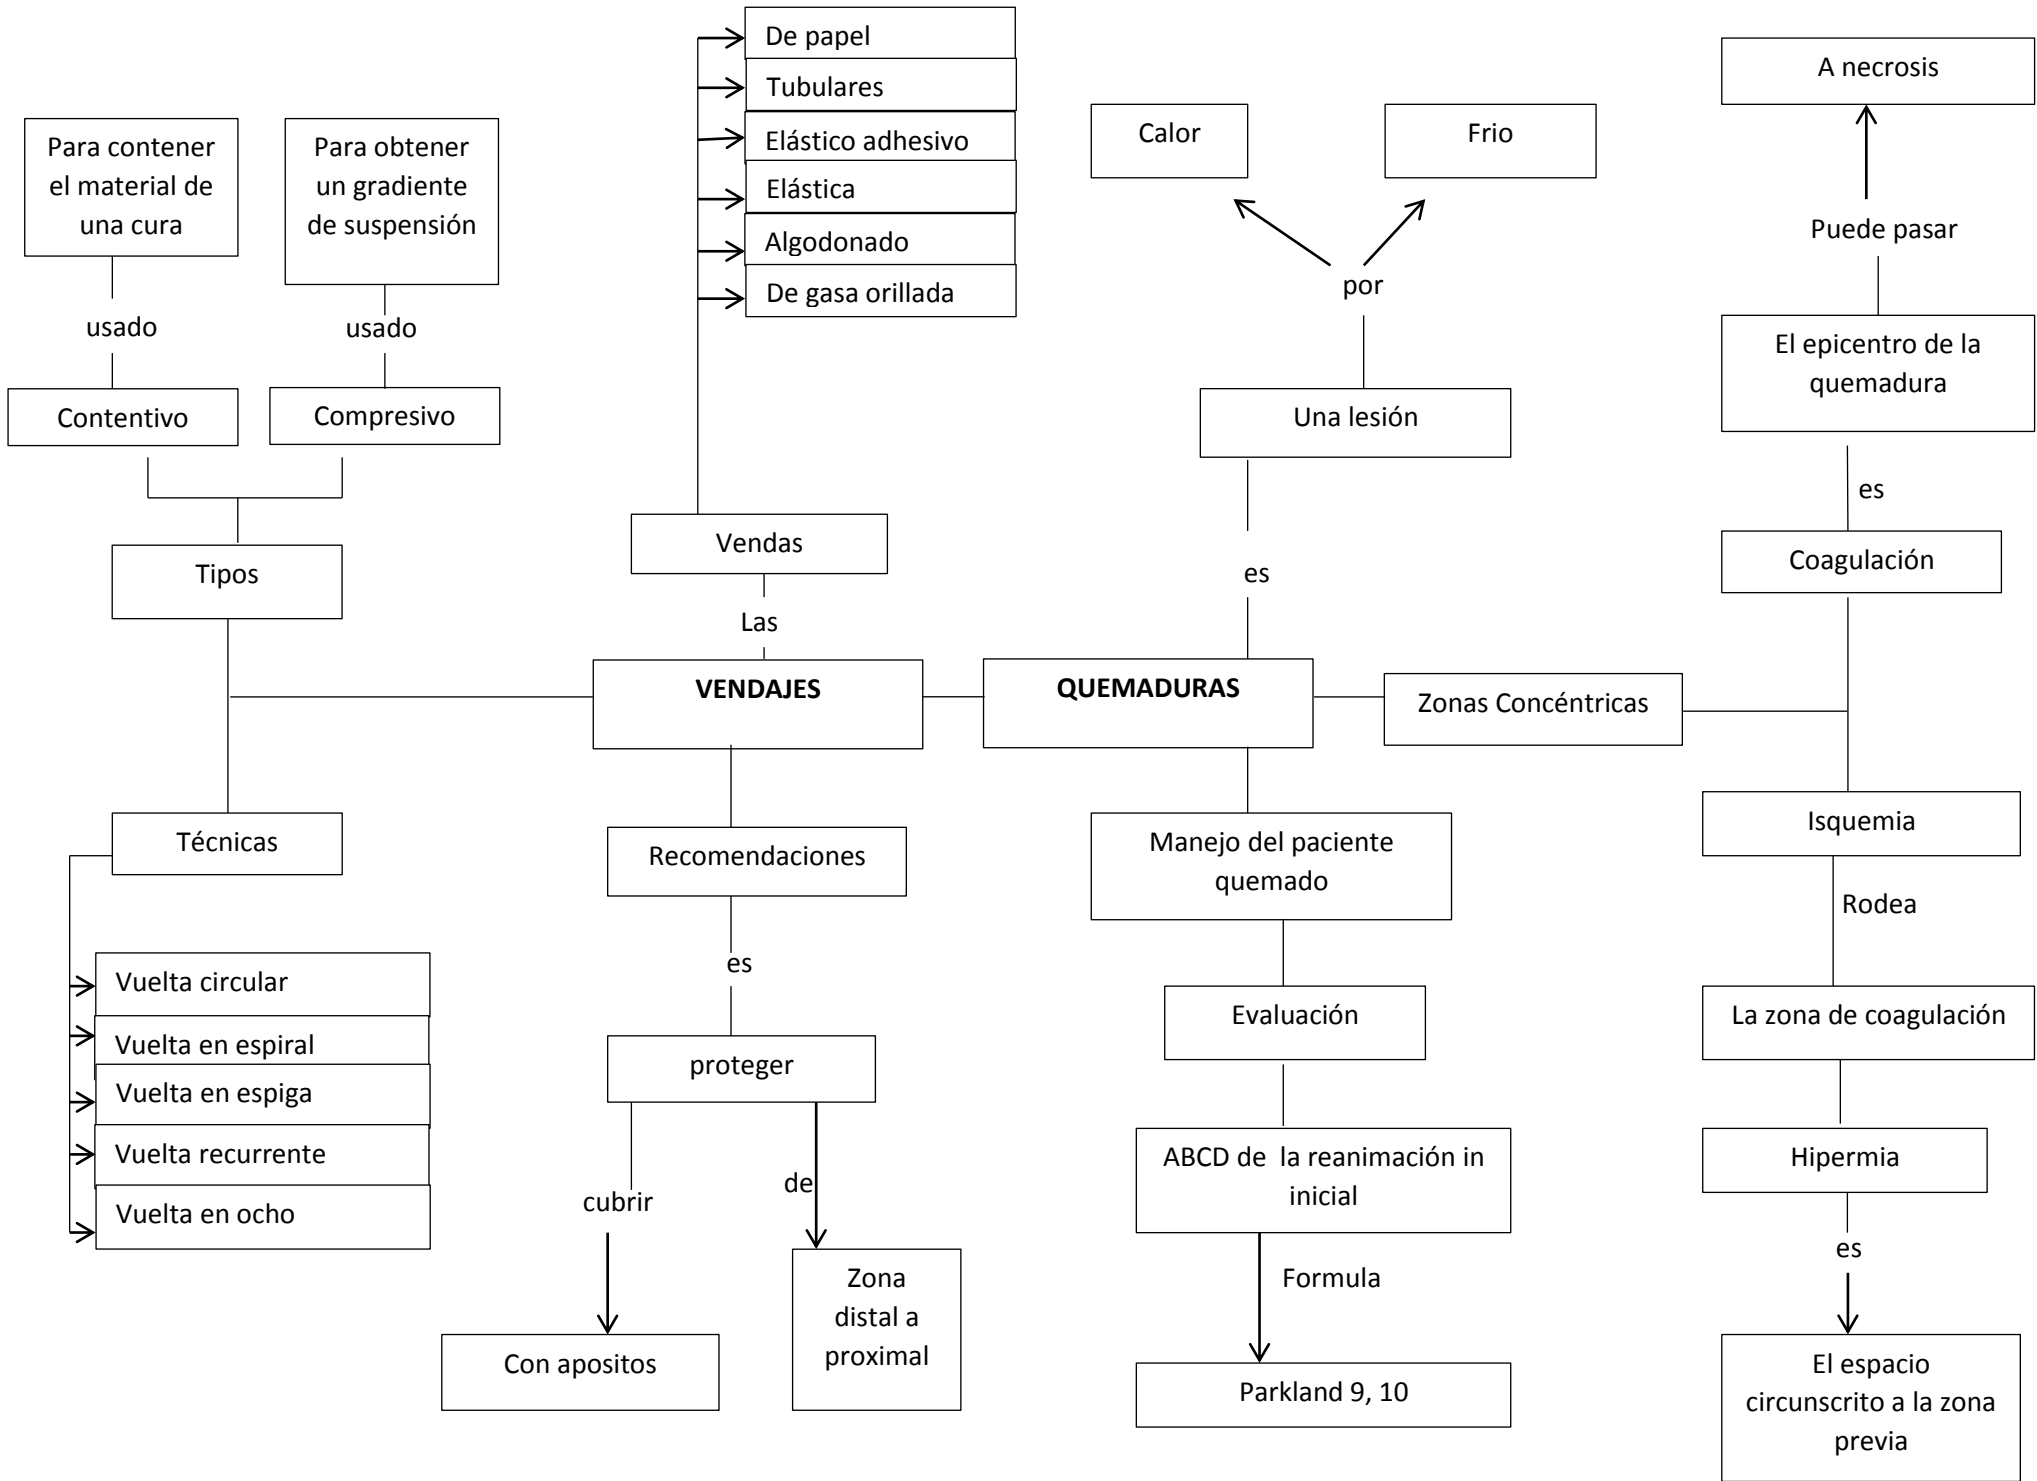 De papel
Tubulares
Elástico adhesivo
Elástica
Algodonado
De gasa orillada
A necrosis
Calor
Frio
Para contener
el material de
una cura
Para obtener
un gradiente
de suspensión
Puede pasar
por
usado
usado
El epicentro de la
quemadura
Contentivo
Compresivo
Una lesión
es
Vendas
Coagulación
Tipos
es
Las
VENDAJES
QUEMADURAS
Zonas Concéntricas
Técnicas
Recomendaciones
Manejo del paciente
quemado
Isquemia
Rodea
es
Vuelta circular
Vuelta en espiral
Vuelta en espiga
Vuelta recurrente
Vuelta en ocho
proteger
cubrir
de
Con apositos
Zona
distal a
proximal
Evaluación
ABCD de  la reanimación in
inicial
Formula
Parkland 9, 10
La zona de coagulación
Hipermia
es
El espacio
circunscrito a la zona
previa